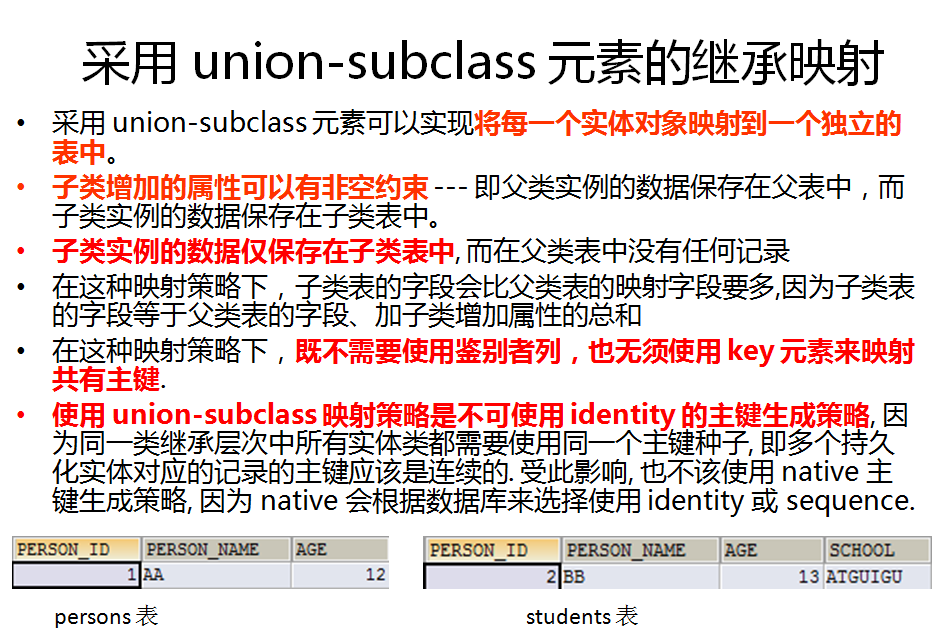 采用 union-subclass 元素的继承映射
• 采用 union-subclass 元素可以实现将每一个实体对象映射到一个独立的
表中。
• 子类增加的属性可以有非空约束 --- 即父类实例的数据保存在父表中，而
子类实例的数据保存在子类表中。
• 子类实例的数据仅保存在子类表中, 而在父类表中没有任何记录
• 在这种映射策略下，子类表的字段会比父类表的映射字段要多,因为子类表
的字段等于父类表的字段、加子类增加属性的总和
• 在这种映射策略下，既不需要使用鉴别者列，也无须使用 key 元素来映射
共有主键.
• 使用 union-subclass 映射策略是不可使用 identity 的主键生成策略, 因
为同一类继承层次中所有实体类都需要使用同一个主键种子, 即多个持久
化实体对应的记录的主键应该是连续的. 受此影响, 也不该使用 native 主
键生成策略, 因为 native 会根据数据库来选择使用 identity 或 sequence.
PERSON_ID PERSON_NAME AGE
1 AA 12
persons 表
PERSON_ID PERSON_NAME AGE SCHOOL
2 BB 13 ATGUIGU
students 表